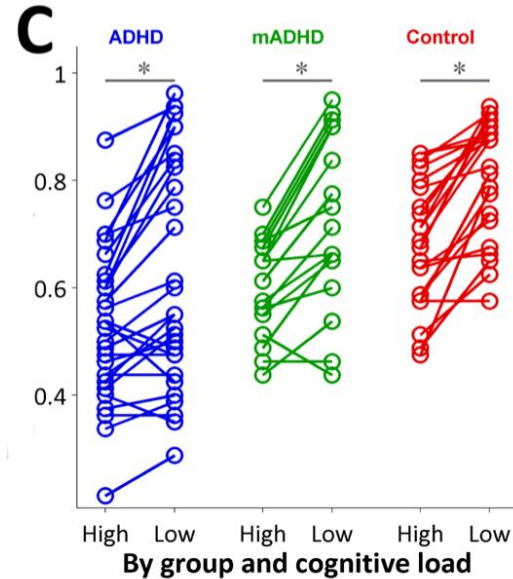 C
ADHD mADHD Control
* * *
1
0.8
0.6
0.4
High Low High Low High Low
By group and cognitive load